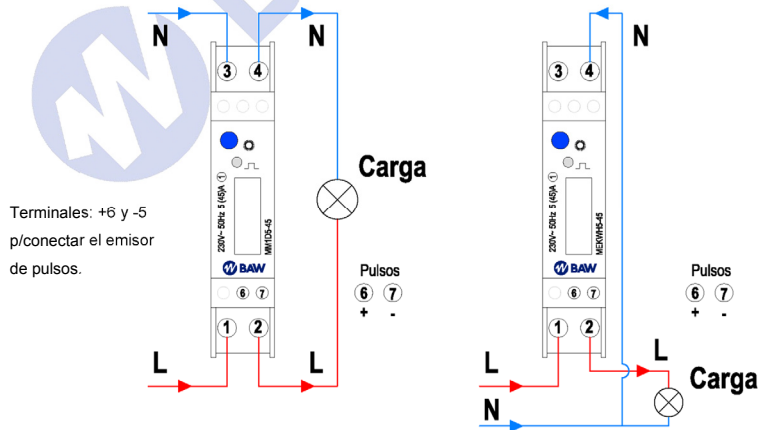 N
N
3
4
230V~ 50Hz 5 (45)A 1
MM1D5-45
BAW
6 7
1
2
L
L
Carga
Pulsos
6 7
+ -
Terminales: +6 y -5
p/conectar el emisor
de pulsos.
N
3
4
230V~ 50Hz 5 (45)A 1
MEKWH5-45
BAW
6 7
1
2
L
N
L
Carga
Pulsos
6 7
+ -